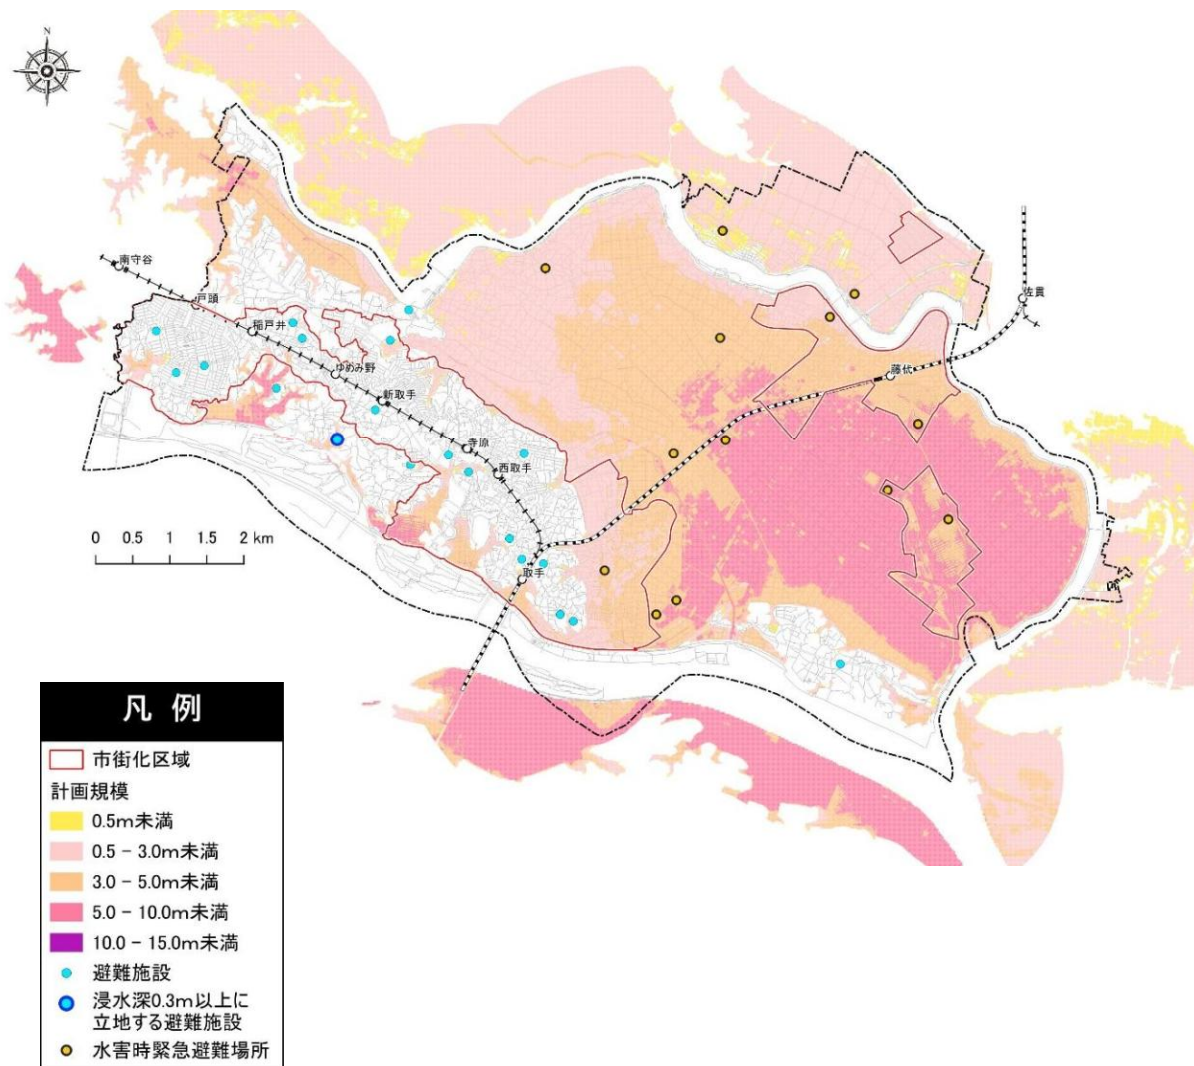 N
南守谷
戸頭
稲戸井
ゆめみ野
新取手
寺原
西取手
取手
藤代
佐貫
0 0.5 1 1.5 2 km
凡 例
市街化区域
計画規模
0.5m未満
0.5 - 3.0m未満
3.0 - 5.0m未満
5.0 - 10.0m未満
10.0 - 15.0m未満
避難施設
浸水深0.3m以上に
立地する避難施設
水害時緊急避難場所